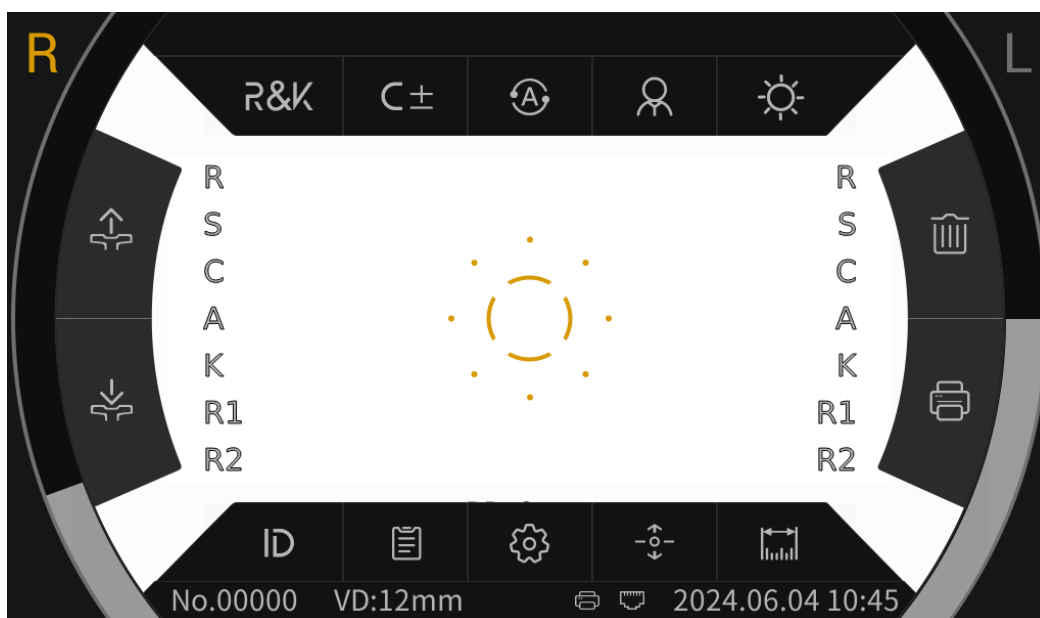 R L
R&K C± A
R R
S S
C C
A A
K K
R1 R1
R2 R2
ID
No.00000 VD:12mm 2024.06.04 10:45